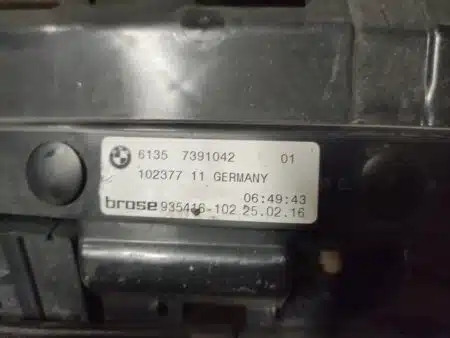 6135 7391042 01
102377 11 GERMANY
06:49:43
brose 935416-102 25.02.16